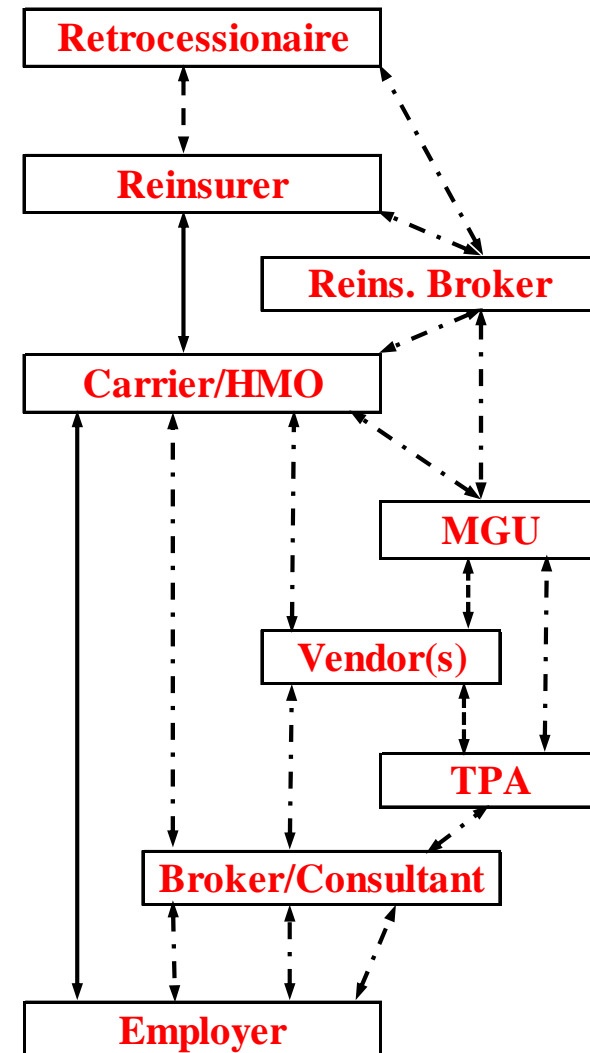 Retrocessionaire
Reinsurer
Reins. Broker
Carrier/HMO
MGU
Vendor(s)
TPA
Broker/Consultant
Employer